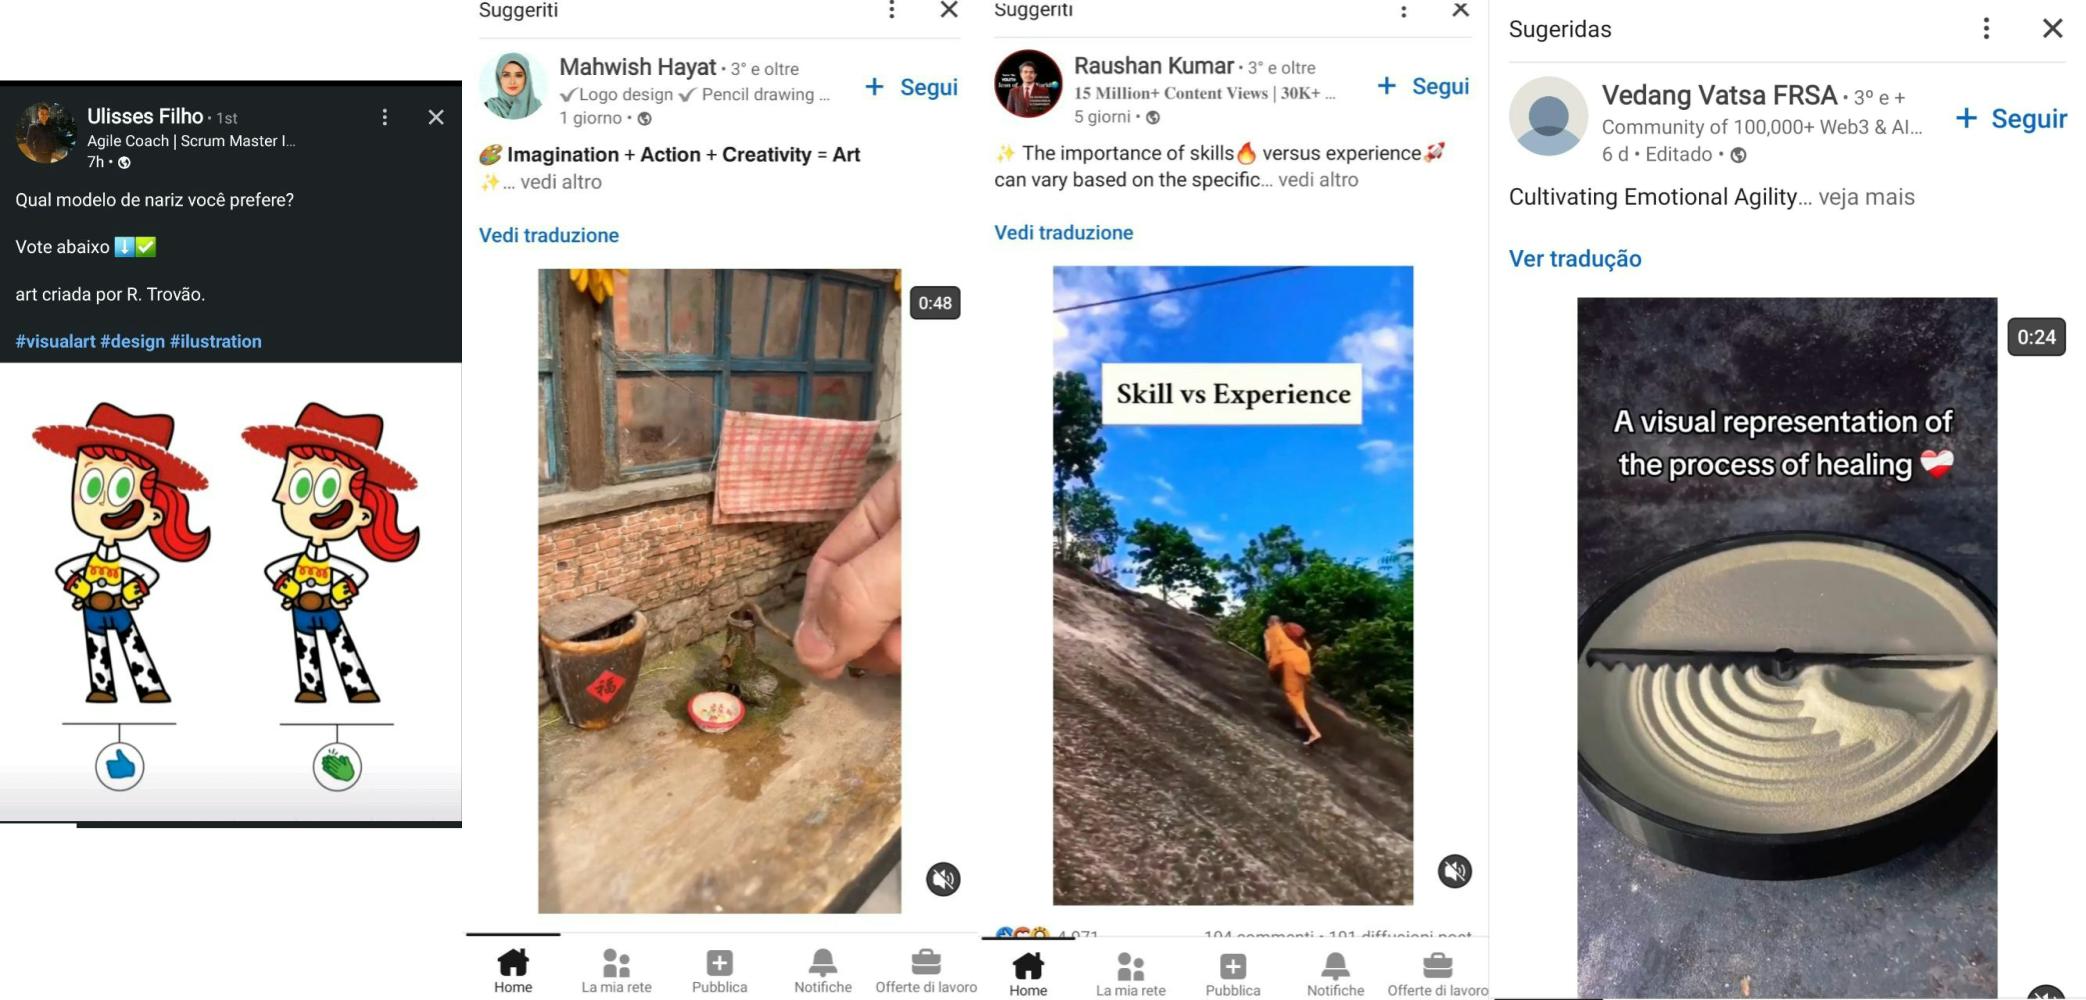 Ulisses Filho • 1st
Agile Coach | Scrum Master I...
7h •
Qual modelo de nariz você prefere?
Vote abaixo ⬇️✅
art criada por R. Trovão.
#visualart #design #ilustration
Suggeriti
Mahwish Hayat • 3° e oltre
+ Segui
✔Logo design ✔ Pencil drawing ...
1 giorno •
🎨 Imagination + Action + Creativity = Art
✨... vedi altro
Vedi traduzione
0:48
福
Home
La mia rete
Pubblica
Notifiche
Offerte di lavoro
Suggeriti
Raushan Kumar • 3° e oltre
+ Segui
15 Million+ Content Views | 30K+ ...
5 giorni •
✨ The importance of skills🔥 versus experience🚀
can vary based on the specific... vedi altro
Vedi traduzione
Skill vs Experience
4.971
194 commenti • 191 diffusioni post
Home
La mia rete
Pubblica
Notifiche
Offerte di lavoro
Sugeridas
Vedang Vatsa FRSA • 3º e +
+ Seguir
Community of 100,000+ Web3 & AI...
6 d • Editado •
Cultivating Emotional Agility... veja mais
Ver tradução
0:24
A visual representation of
the process of healing ❤️‍🩹